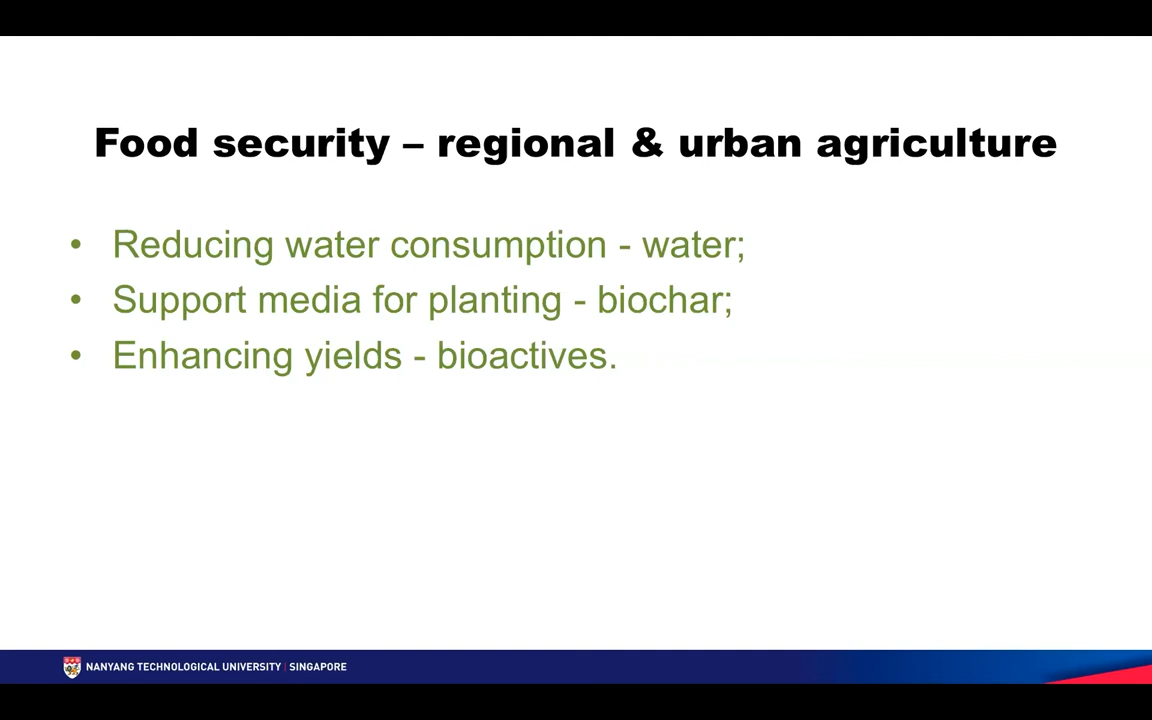 Food security – regional & urban agriculture
• Reducing water consumption - water;
• Support media for planting - biochar;
• Enhancing yields - bioactives.
NANYANG TECHNOLOGICAL UNIVERSITY | SINGAPORE